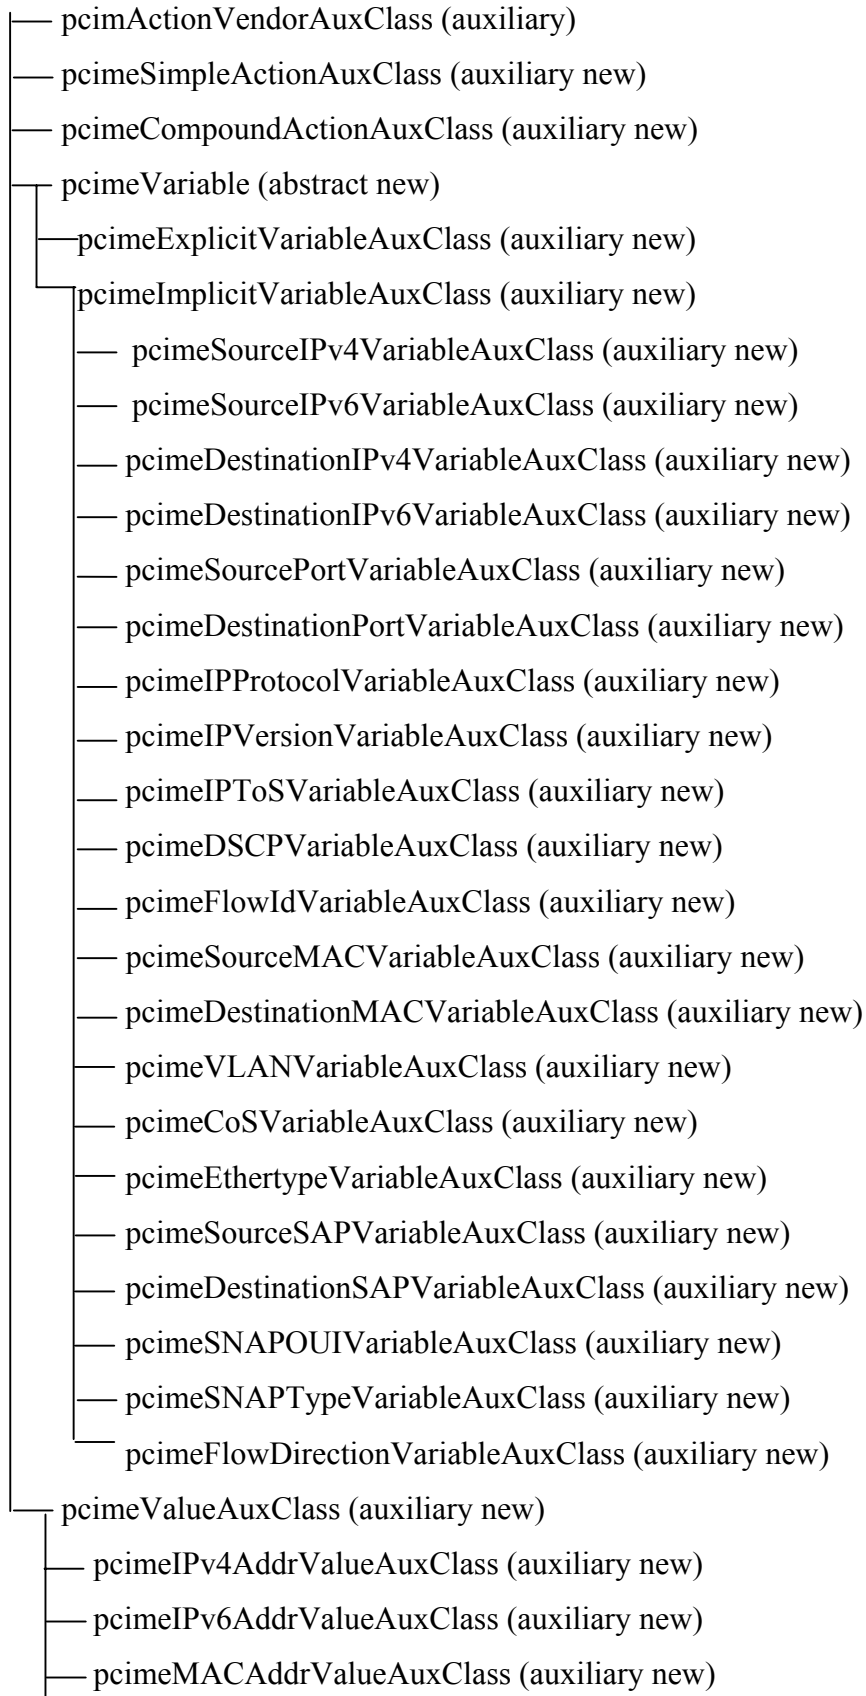 pcimActionVendorAuxClass (auxiliary)
pcimeSimpleActionAuxClass (auxiliary new)
pcimeCompoundActionAuxClass (auxiliary new)
pcimeVariable (abstract new)
pcimeExplicitVariableAuxClass (auxiliary new)
pcimeImplicitVariableAuxClass (auxiliary new)
pcimeSourceIPv4VariableAuxClass (auxiliary new)
pcimeSourceIPv6VariableAuxClass (auxiliary new)
pcimeDestinationIPv4VariableAuxClass (auxiliary new)
pcimeDestinationIPv6VariableAuxClass (auxiliary new)
pcimeSourcePortVariableAuxClass (auxiliary new)
pcimeDestinationPortVariableAuxClass (auxiliary new)
pcimeIPProtocolVariableAuxClass (auxiliary new)
pcimeIPVersionVariableAuxClass (auxiliary new)
pcimeIPToSVariableAuxClass (auxiliary new)
pcimeDSCPVariableAuxClass (auxiliary new)
pcimeFlowIdVariableAuxClass (auxiliary new)
pcimeSourceMACVariableAuxClass (auxiliary new)
pcimeDestinationMACVariableAuxClass (auxiliary new)
pcimeVLANVariableAuxClass (auxiliary new)
pcimeCoSVariableAuxClass (auxiliary new)
pcimeEthertypeVariableAuxClass (auxiliary new)
pcimeSourceSAPVariableAuxClass (auxiliary new)
pcimeDestinationSAPVariableAuxClass (auxiliary new)
pcimeSNAPOUIVariableAuxClass (auxiliary new)
pcimeSNAPTypeVariableAuxClass (auxiliary new)
pcimeFlowDirectionVariableAuxClass (auxiliary new)
pcimeValueAuxClass (auxiliary new)
pcimeIPv4AddrValueAuxClass (auxiliary new)
pcimeIPv6AddrValueAuxClass (auxiliary new)
pcimeMACAddrValueAuxClass (auxiliary new)